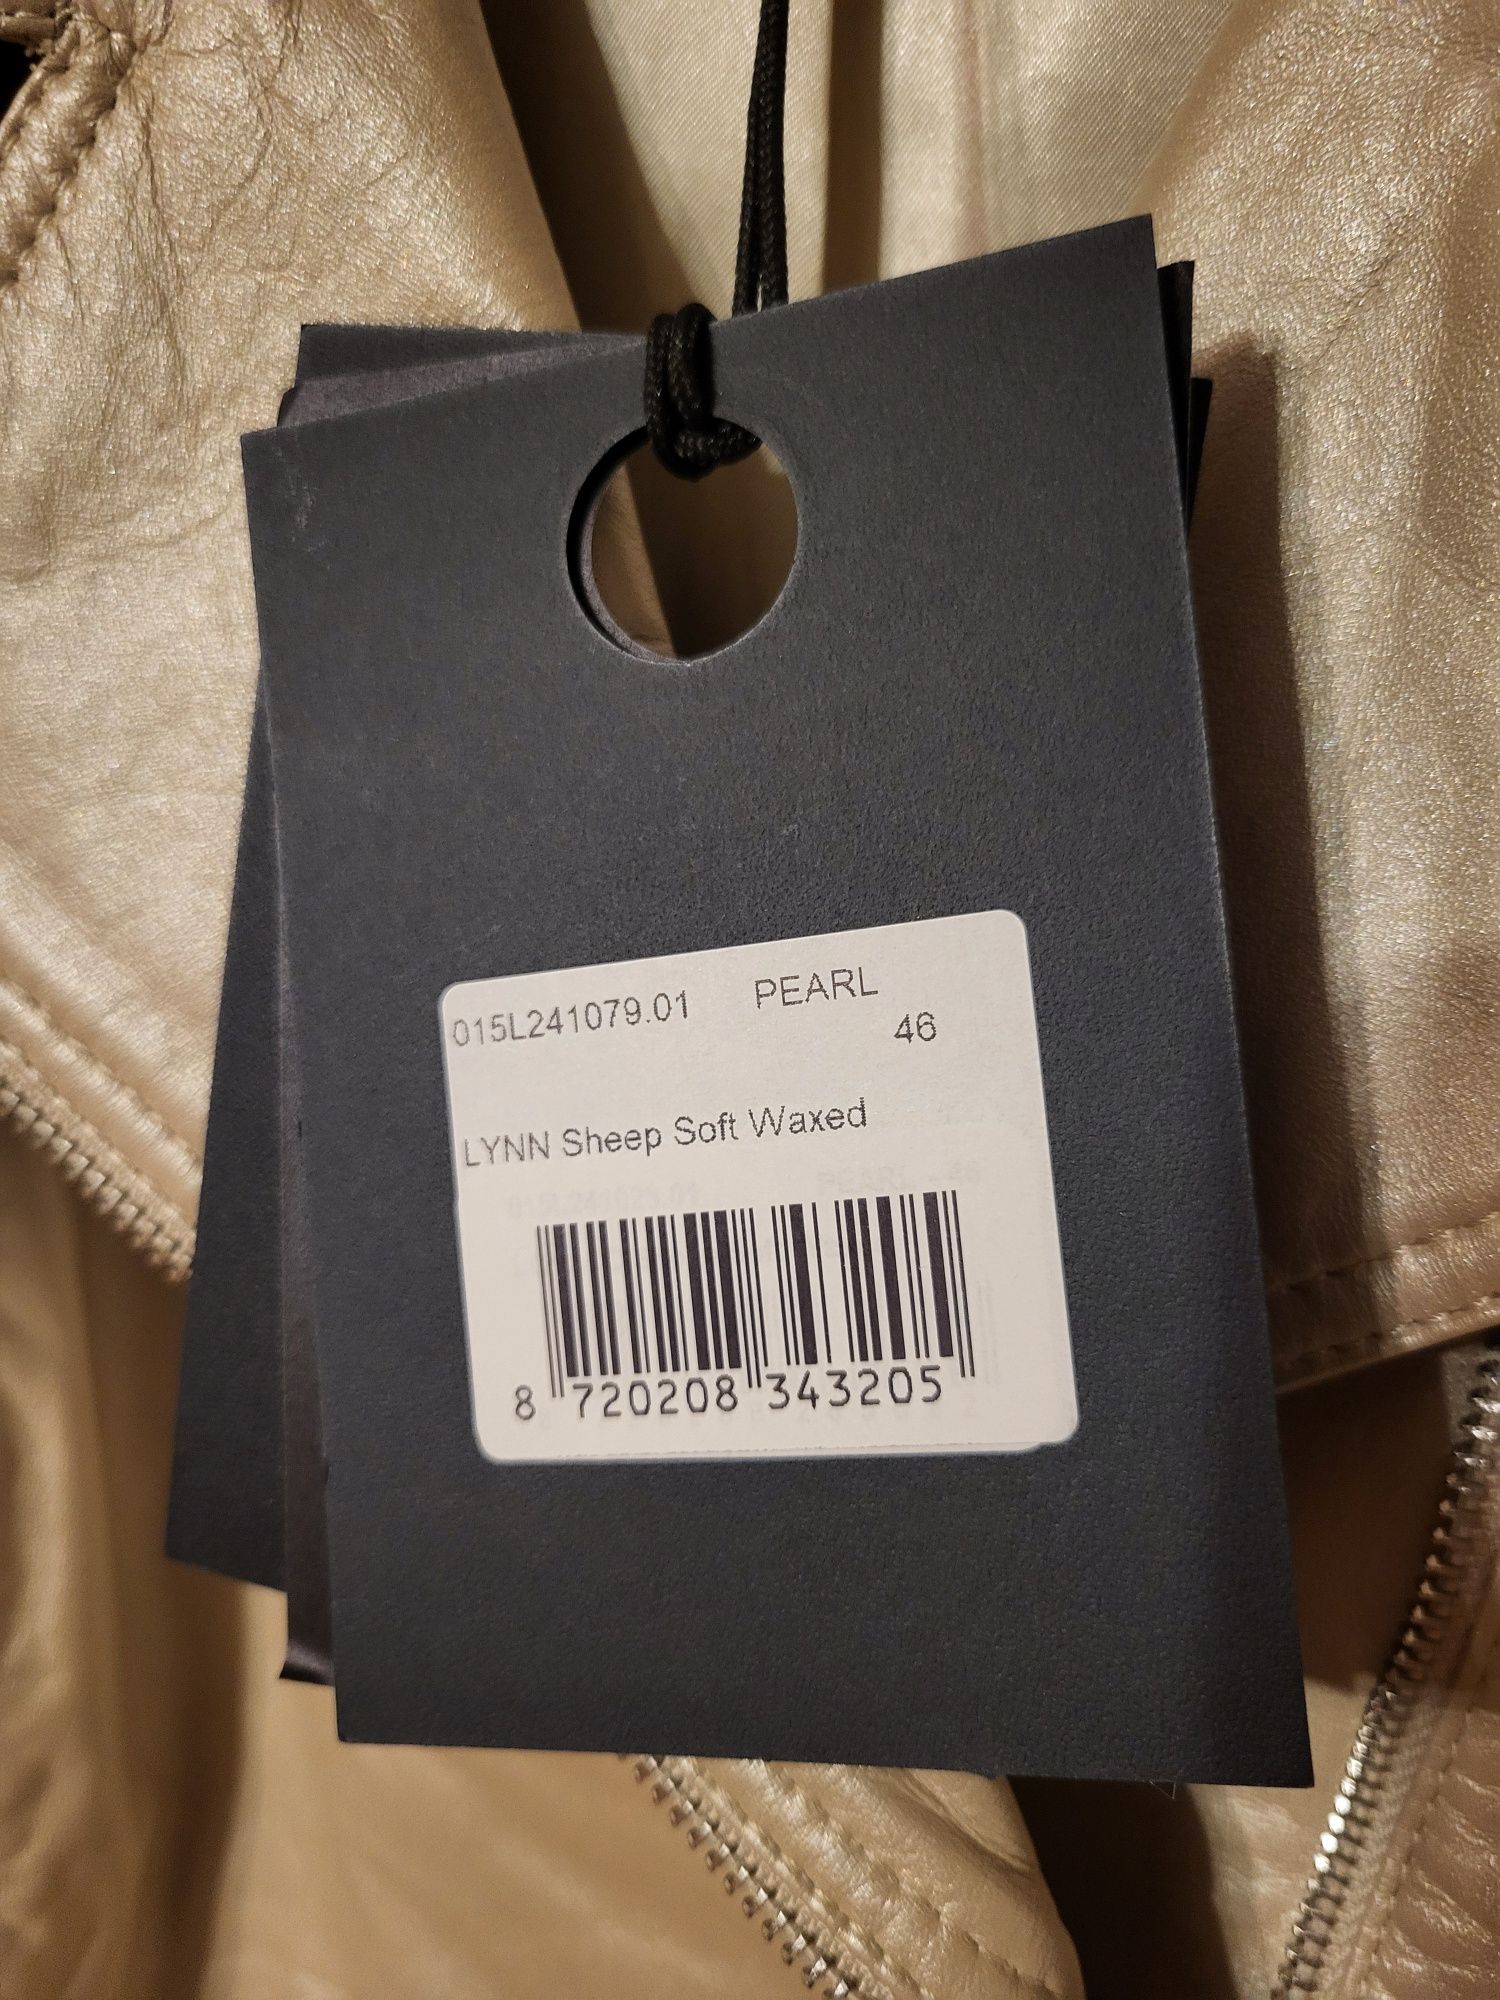 015L241079.01 PEARL
46
LYNN Sheep Soft Waxed
8 720208 343205